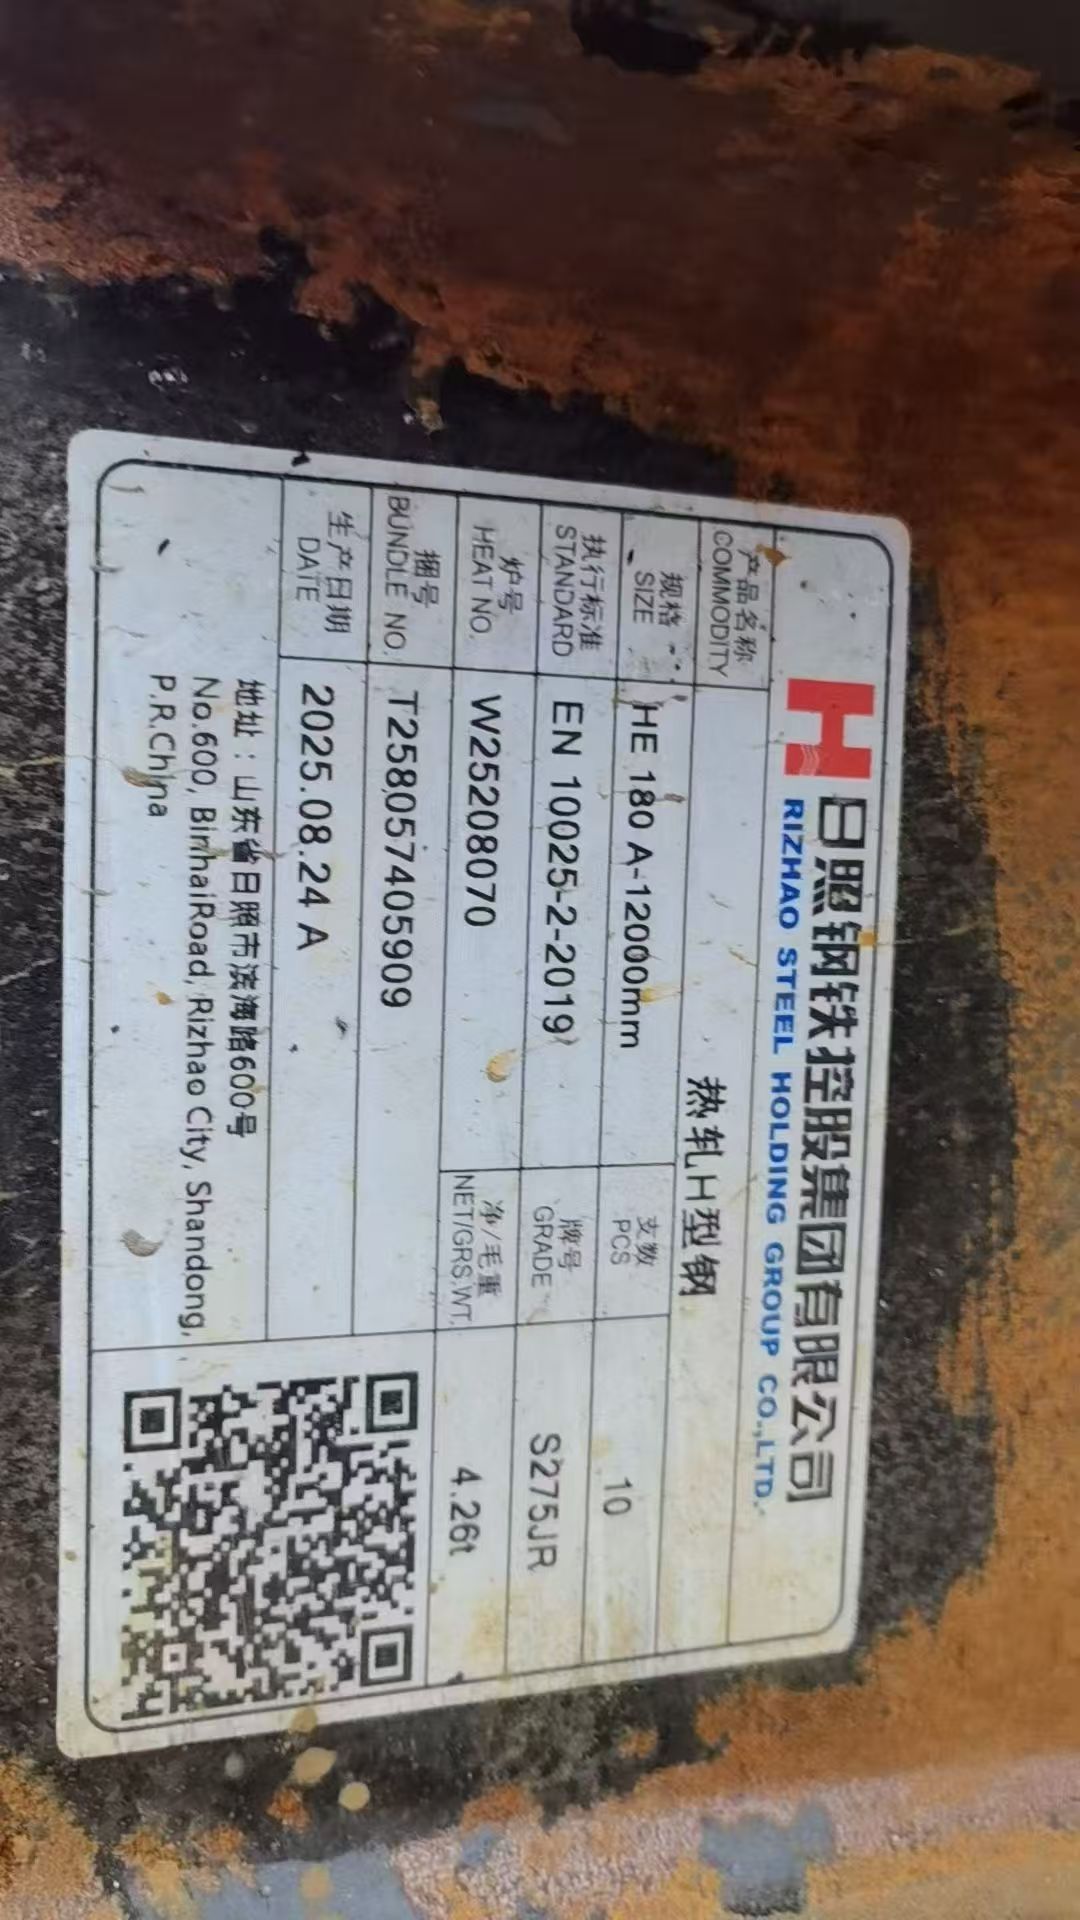 日照钢铁控股集团有限公司
RIZHAO STEEL HOLDING GROUP CO.,LTD.
产品名称
COMMODITY
热轧H型钢
规格
SIZE
HE 180 A-12000mm
支数
PCS
10
执行标准
STANDARD
EN 10025-2-2019
牌号
GRADE
S275JR
炉号
HEAT NO.
W25208070
净/毛重
NET/GRS.WT.
4.26t
捆号
BUNDLE NO.
T258057405909
生产日期
DATE
2025.08.24 A
地址：山东省日照市滨海路600号
No.600, BinhaiRoad, Rizhao City, Shandong,
P.R.China